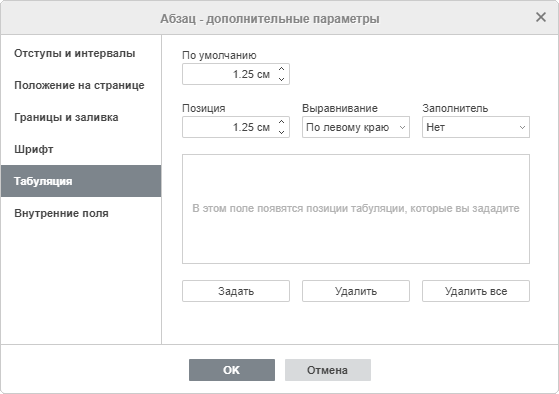 Абзац - дополнительные параметры
Отступы и интервалы
Положение на странице
Границы и заливка
Шрифт
Табуляция
Внутренние поля
По умолчанию
1.25 см
Позиция Выравнивание Заполнитель
1.25 см По левому краю Нет
В этом поле появятся позиции табуляции, которые вы зададите
Задать Удалить Удалить все
OK Отмена